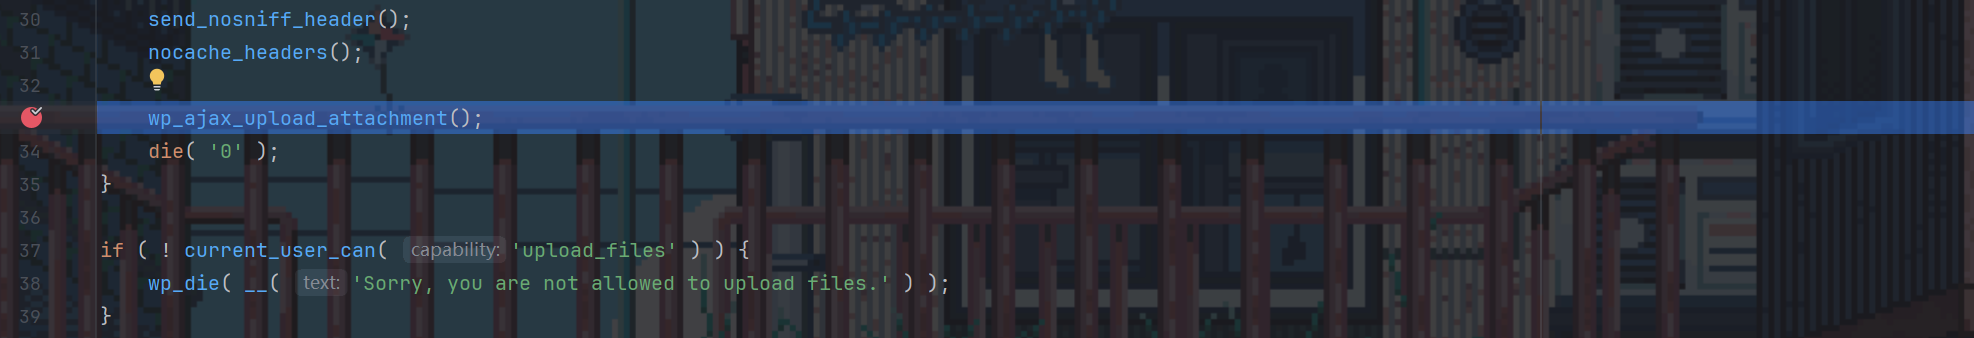 30 send_nosniff_header();
31 nocache_headers();
32
wp_ajax_upload_attachment();
34 die( '0' );
35 }
36
37 if ( ! current_user_can( capability: 'upload_files' ) ) {
38 wp_die( __( text: 'Sorry, you are not allowed to upload files.' ) );
39 }